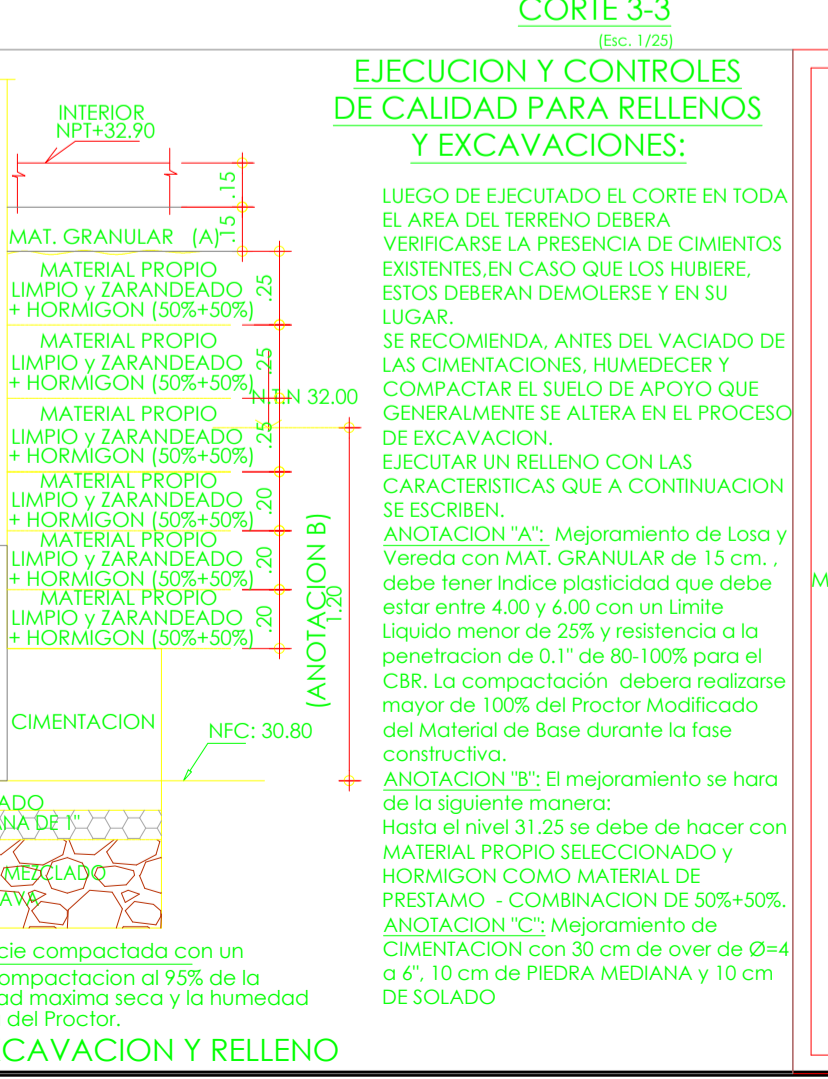 CORTE 3-3
(Esc. 1/25)
EJECUCION Y CONTROLES
DE CALIDAD PARA RELLENOS
Y EXCAVACIONES:
INTERIOR
NPT+32.90
.15
.15
MAT. GRANULAR (A)
MATERIAL PROPIO
LIMPIO y ZARANDEADO
+ HORMIGON (50%+50%)
.25
MATERIAL PROPIO
LIMPIO y ZARANDEADO
+ HORMIGON (50%+50%)
.25
N.T.N 32.00
MATERIAL PROPIO
LIMPIO y ZARANDEADO
+ HORMIGON (50%+50%)
.25
MATERIAL PROPIO
LIMPIO y ZARANDEADO
+ HORMIGON (50%+50%)
.20
MATERIAL PROPIO
LIMPIO y ZARANDEADO
+ HORMIGON (50%+50%)
.20
MATERIAL PROPIO
LIMPIO y ZARANDEADO
+ HORMIGON (50%+50%)
.20
(ANOTACION B)
1.20
CIMENTACION
NFC: 30.80
ADO
ANA DE 1"
MEZCLADO
AVA
cie compactada con un
ompactacion al 95% de la
ad maxima seca y la humedad
del Proctor.
CAVACION Y RELLENO
LUEGO DE EJECUTADO EL CORTE EN TODA
EL AREA DEL TERRENO DEBERA
VERIFICARSE LA PRESENCIA DE CIMIENTOS
EXISTENTES,EN CASO QUE LOS HUBIERE,
ESTOS DEBERAN DEMOLERSE Y EN SU
LUGAR.
SE RECOMIENDA, ANTES DEL VACIADO DE
LAS CIMENTACIONES, HUMEDECER Y
COMPACTAR EL SUELO DE APOYO QUE
GENERALMENTE SE ALTERA EN EL PROCESO
DE EXCAVACION.
EJECUTAR UN RELLENO CON LAS
CARACTERISTICAS QUE A CONTINUACION
SE ESCRIBEN.
ANOTACION "A": Mejoramiento de Losa y
Vereda con MAT. GRANULAR de 15 cm. ,
debe tener Indice plasticidad que debe
estar entre 4.00 y 6.00 con un Limite
Liquido menor de 25% y resistencia a la
penetracion de 0.1" de 80-100% para el
CBR. La compactación debera realizarse
mayor de 100% del Proctor Modificado
del Material de Base durante la fase
constructiva.
ANOTACION "B": El mejoramiento se hara
de la siguiente manera:
Hasta el nivel 31.25 se debe de hacer con
MATERIAL PROPIO SELECCIONADO y
HORMIGON COMO MATERIAL DE
PRESTAMO - COMBINACION DE 50%+50%.
ANOTACION "C": Mejoramiento de
CIMENTACION con 30 cm de over de Ø=4
a 6", 10 cm de PIEDRA MEDIANA y 10 cm
DE SOLADO
M